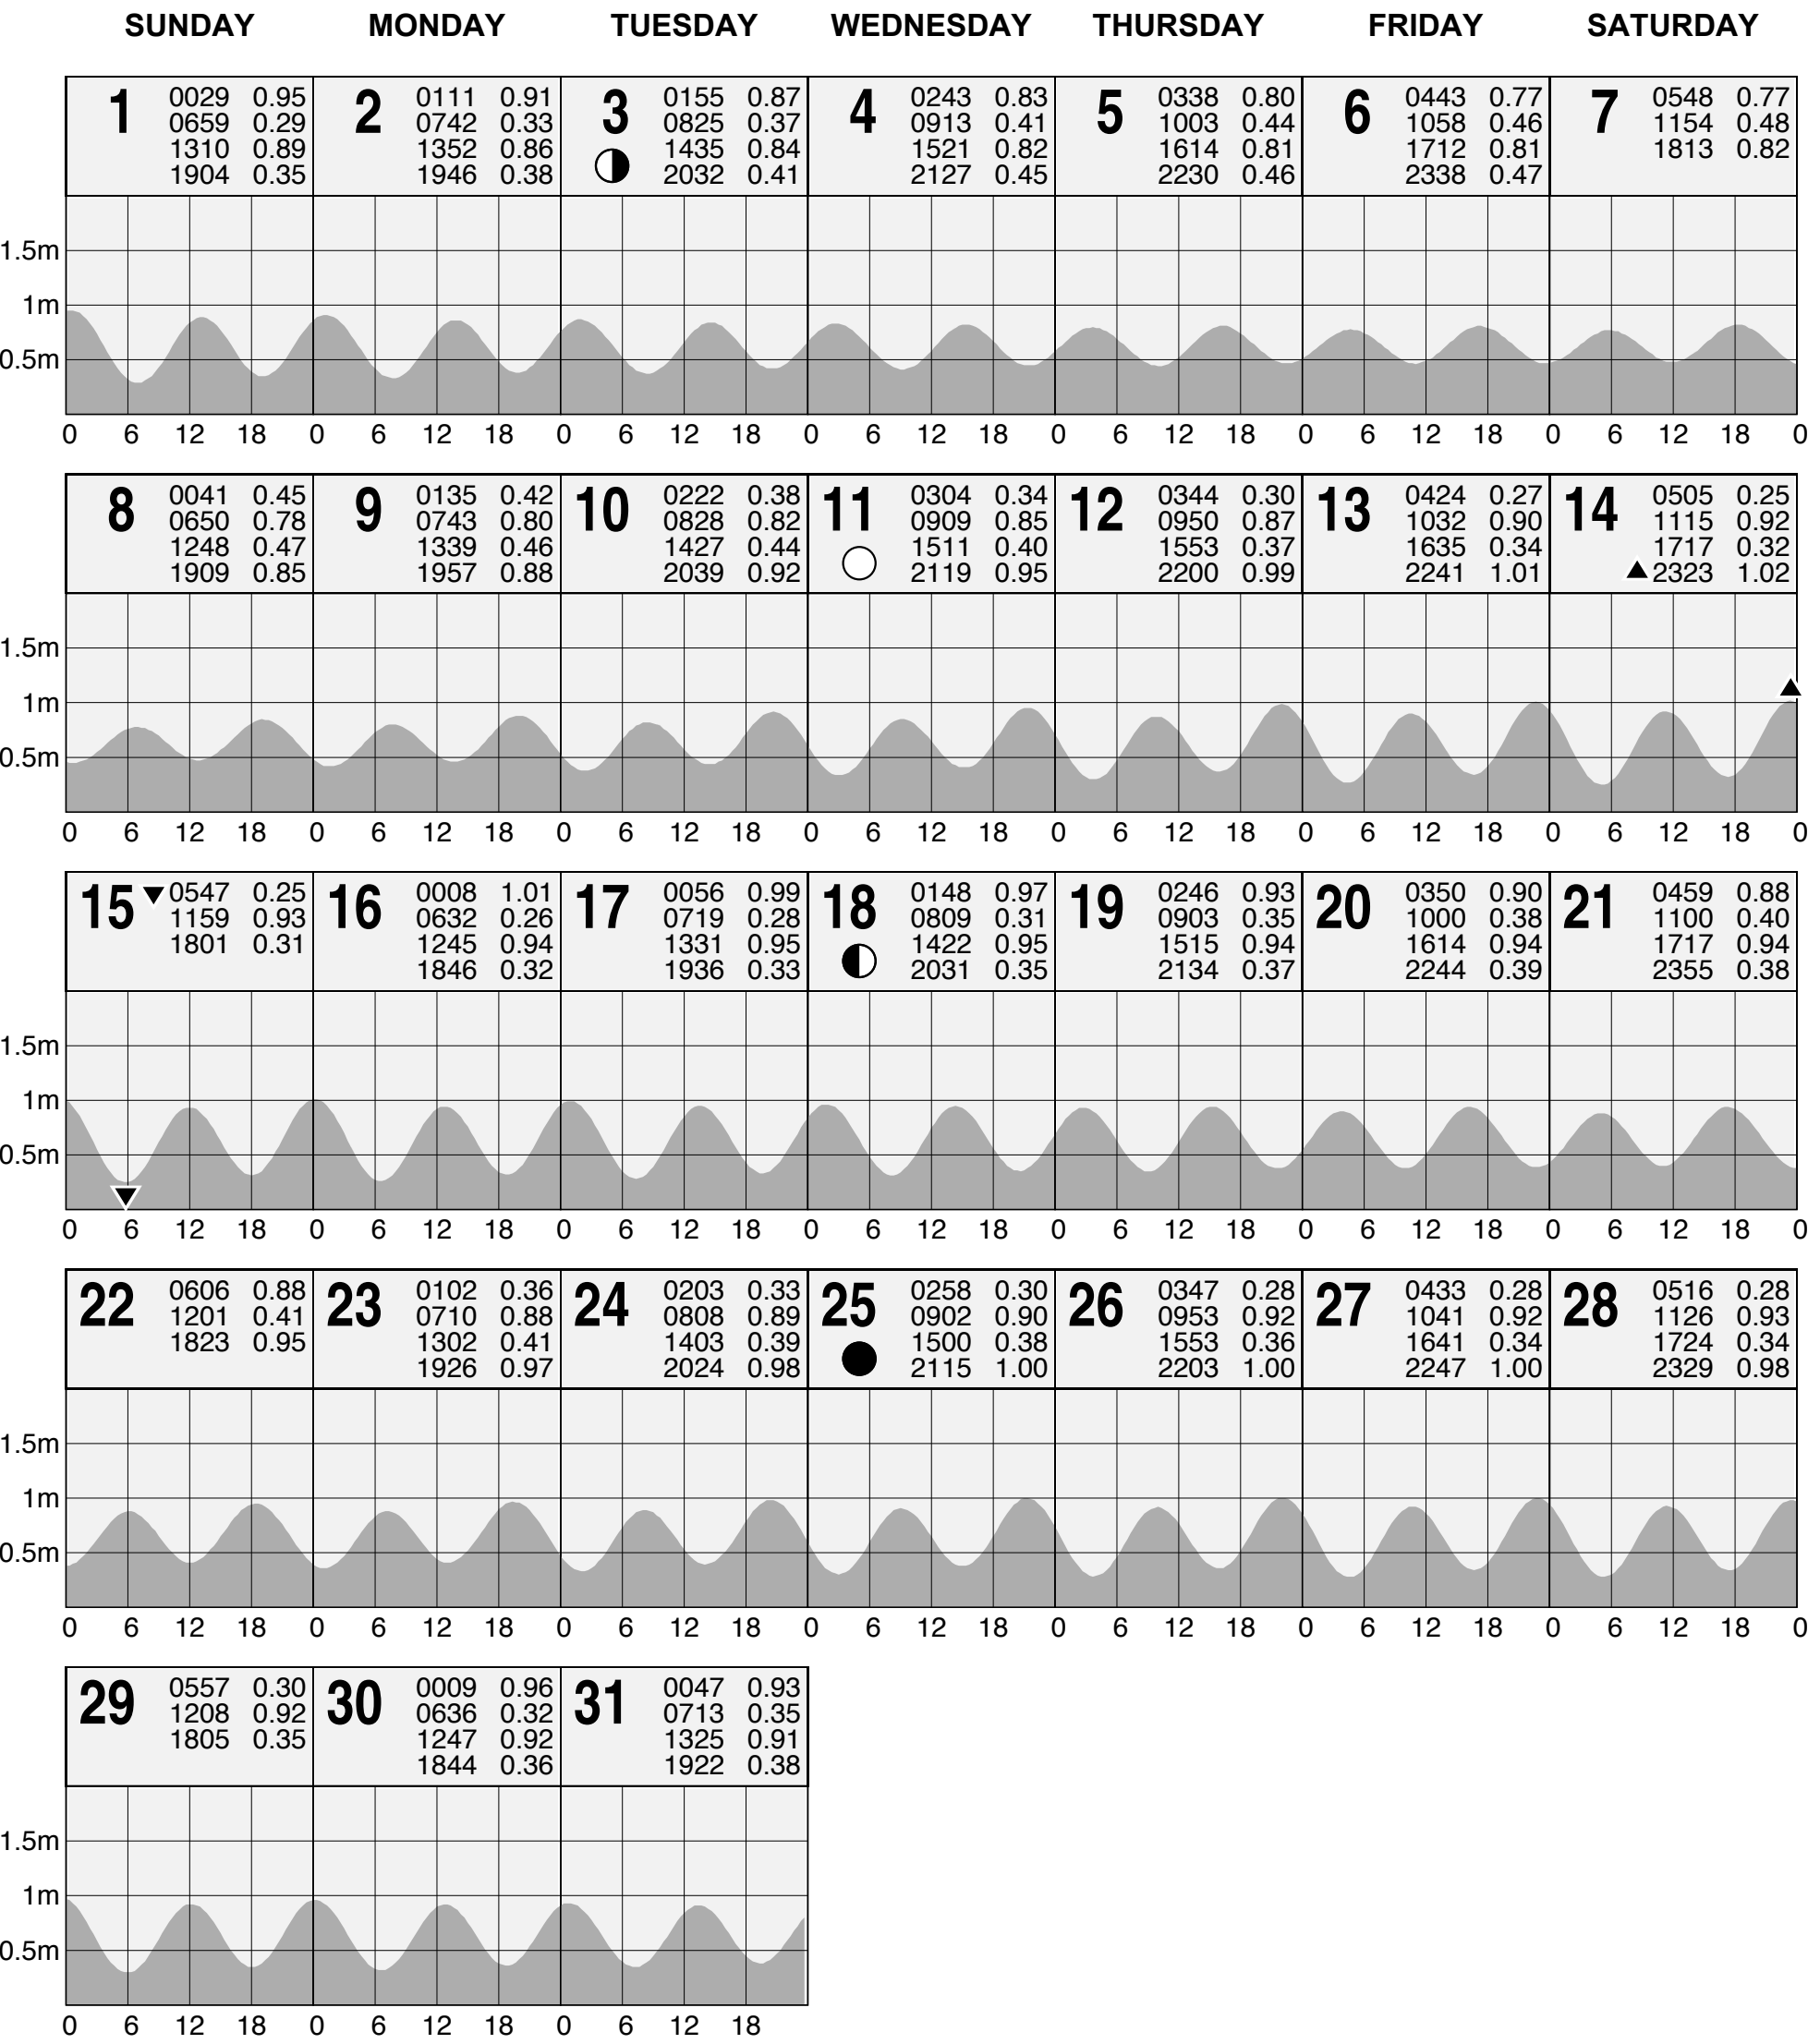 SUNDAY MONDAY TUESDAY WEDNESDAY THURSDAY FRIDAY SATURDAY
1 0029 0.95
0659 0.29
1310 0.89
1904 0.35
2 0111 0.91
0742 0.33
1352 0.86
1946 0.38
3 0155 0.87
0825 0.37
1435 0.84
2032 0.41
4 0243 0.83
0913 0.41
1521 0.82
2127 0.45
5 0338 0.80
1003 0.44
1614 0.81
2230 0.46
6 0443 0.77
1058 0.46
1712 0.81
2338 0.47
7 0548 0.77
1154 0.48
1813 0.82
1.5m
1m
0.5m
0 6 12 18 0 6 12 18 0 6 12 18 0 6 12 18 0 6 12 18 0 6 12 18 0 6 12 18 0
8 0041 0.45
0650 0.78
1248 0.47
1909 0.85
9 0135 0.42
0743 0.80
1339 0.46
1957 0.88
10 0222 0.38
0828 0.82
1427 0.44
2039 0.92
11 0304 0.34
0909 0.85
1511 0.40
2119 0.95
12 0344 0.30
0950 0.87
1553 0.37
2200 0.99
13 0424 0.27
1032 0.90
1635 0.34
2241 1.01
14 0505 0.25
1115 0.92
1717 0.32
2323 1.02
1.5m
1m
0.5m
0 6 12 18 0 6 12 18 0 6 12 18 0 6 12 18 0 6 12 18 0 6 12 18 0 6 12 18 0
15 0547 0.25
1159 0.93
1801 0.31
16 0008 1.01
0632 0.26
1245 0.94
1846 0.32
17 0056 0.99
0719 0.28
1331 0.95
1936 0.33
18 0148 0.97
0809 0.31
1422 0.95
2031 0.35
19 0246 0.93
0903 0.35
1515 0.94
2134 0.37
20 0350 0.90
1000 0.38
1614 0.94
2244 0.39
21 0459 0.88
1100 0.40
1717 0.94
2355 0.38
1.5m
1m
0.5m
0 6 12 18 0 6 12 18 0 6 12 18 0 6 12 18 0 6 12 18 0 6 12 18 0 6 12 18 0
22 0606 0.88
1201 0.41
1823 0.95
23 0102 0.36
0710 0.88
1302 0.41
1926 0.97
24 0203 0.33
0808 0.89
1403 0.39
2024 0.98
25 0258 0.30
0902 0.90
1500 0.38
2115 1.00
26 0347 0.28
0953 0.92
1553 0.36
2203 1.00
27 0433 0.28
1041 0.92
1641 0.34
2247 1.00
28 0516 0.28
1126 0.93
1724 0.34
2329 0.98
1.5m
1m
0.5m
0 6 12 18 0 6 12 18 0 6 12 18 0 6 12 18 0 6 12 18 0 6 12 18 0 6 12 18 0
29 0557 0.30
1208 0.92
1805 0.35
30 0009 0.96
0636 0.32
1247 0.92
1844 0.36
31 0047 0.93
0713 0.35
1325 0.91
1922 0.38
1.5m
1m
0.5m
0 6 12 18 0 6 12 18 0 6 12 18